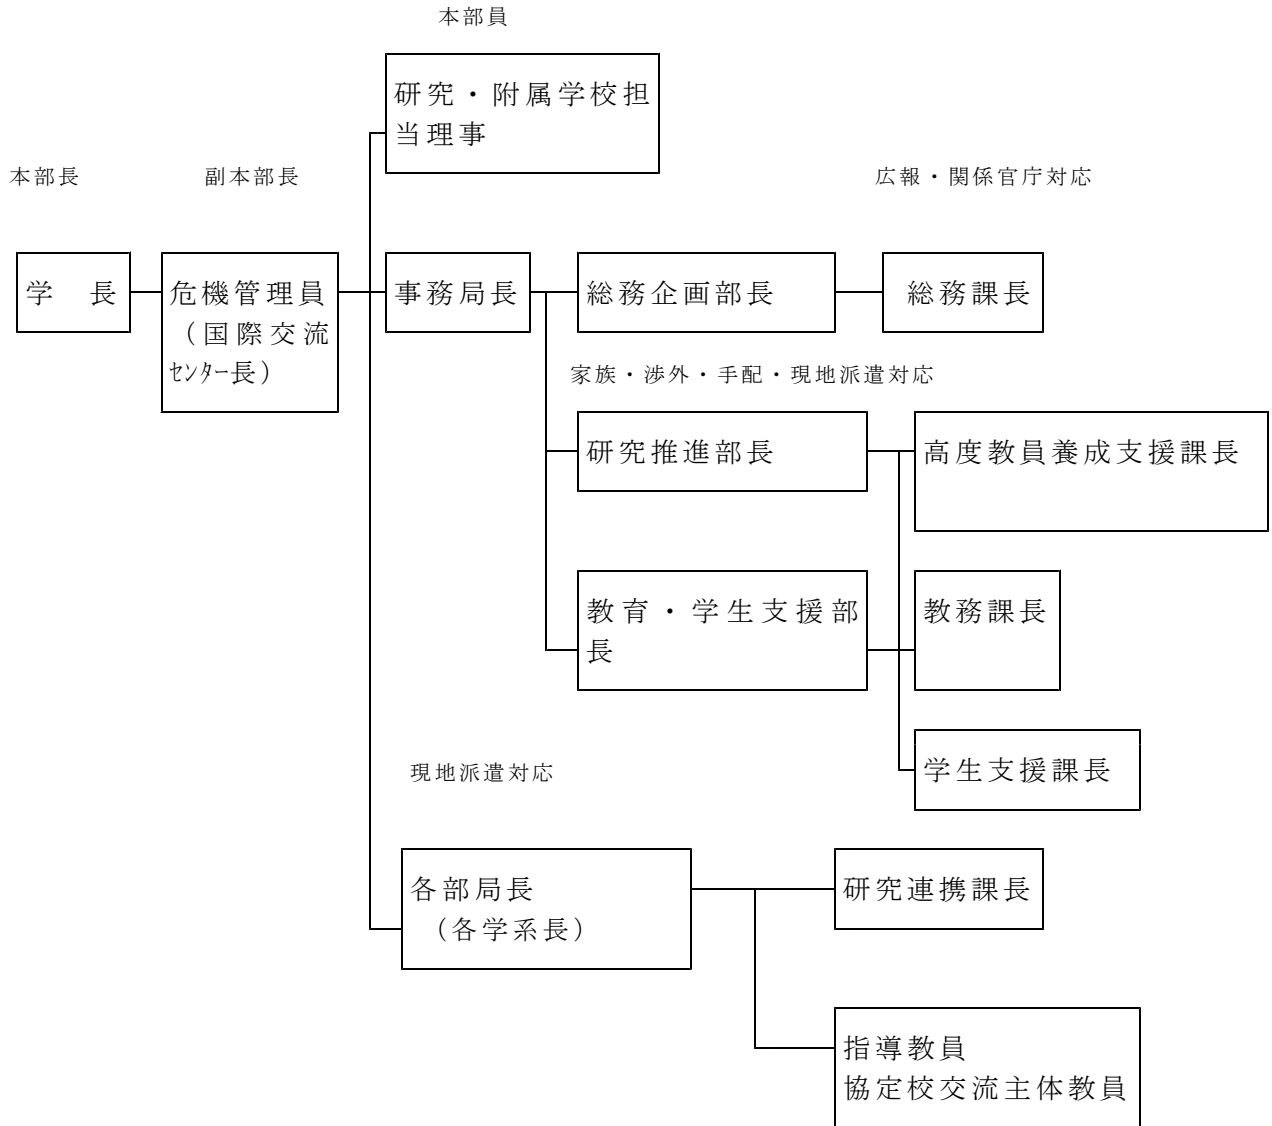 本部員
研究・附属学校担
当理事
本部長
副本部長
広報・関係官庁対応
学　長
危機管理員
（国際交流
ｾﾝﾀｰ長）
事務局長
総務企画部長
総務課長
家族・渉外・手配・現地派遣対応
研究推進部長
高度教員養成支援課長
教育・学生支援部
長
教務課長
学生支援課長
現地派遣対応
各部局長
（各学系長）
研究連携課長
指導教員
協定校交流主体教員